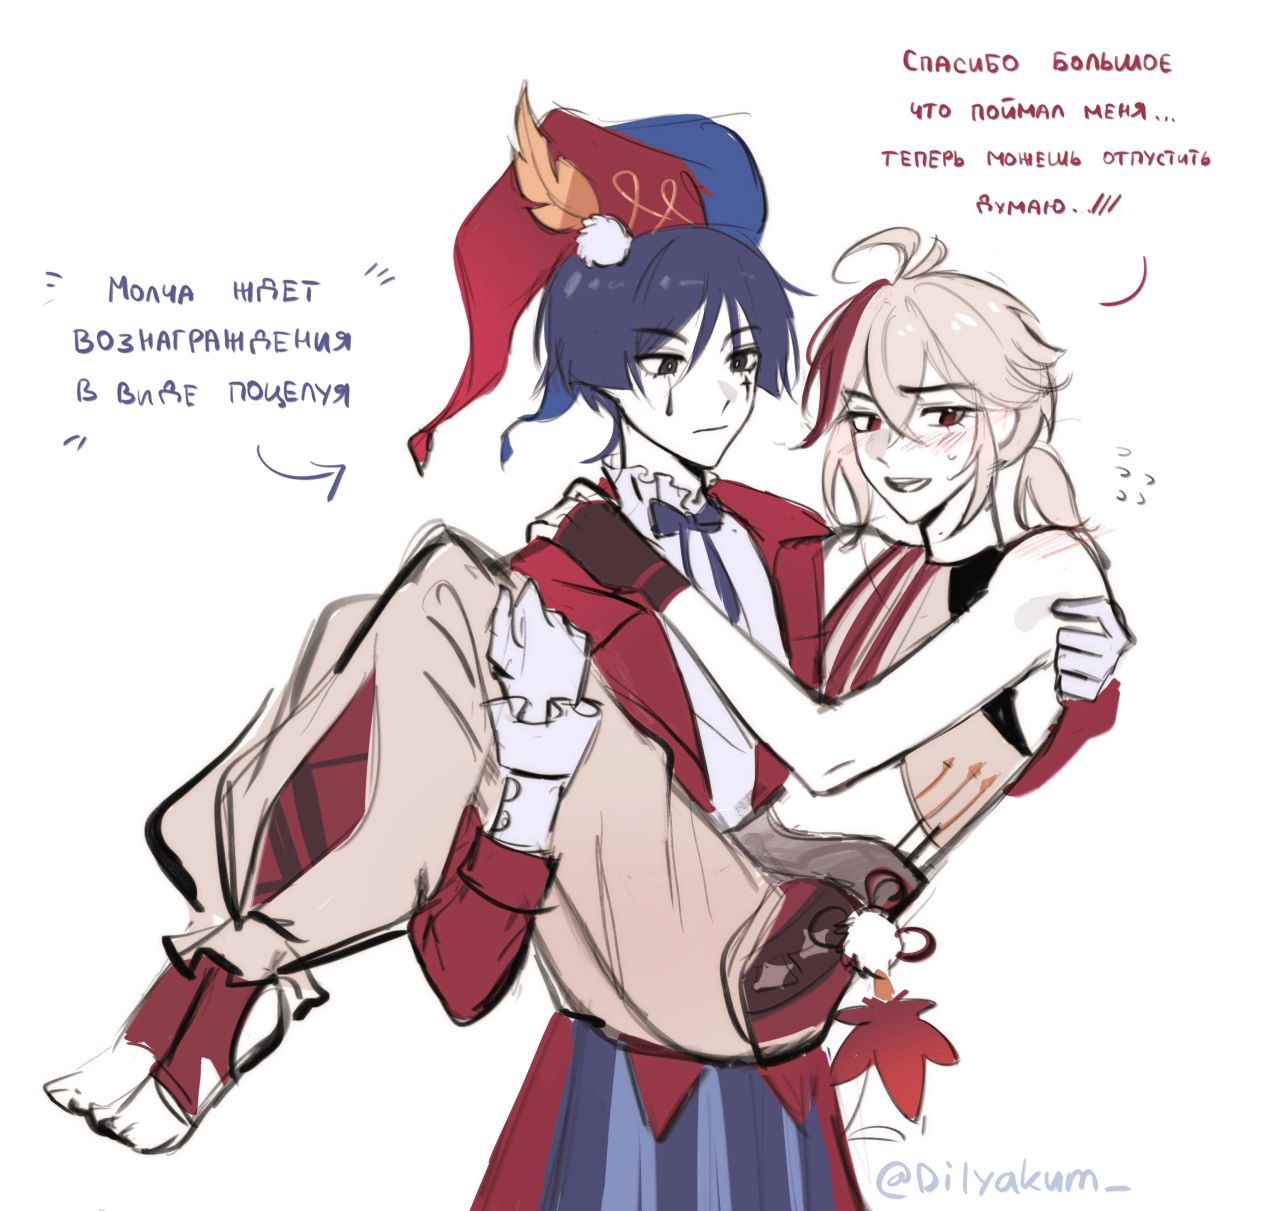 Спасибо большое
что поймал меня...
теперь можешь отпустить
думаю...///
"Молча ждет"
вознаграждения
в виде поцелуя"
@Dilyakum_